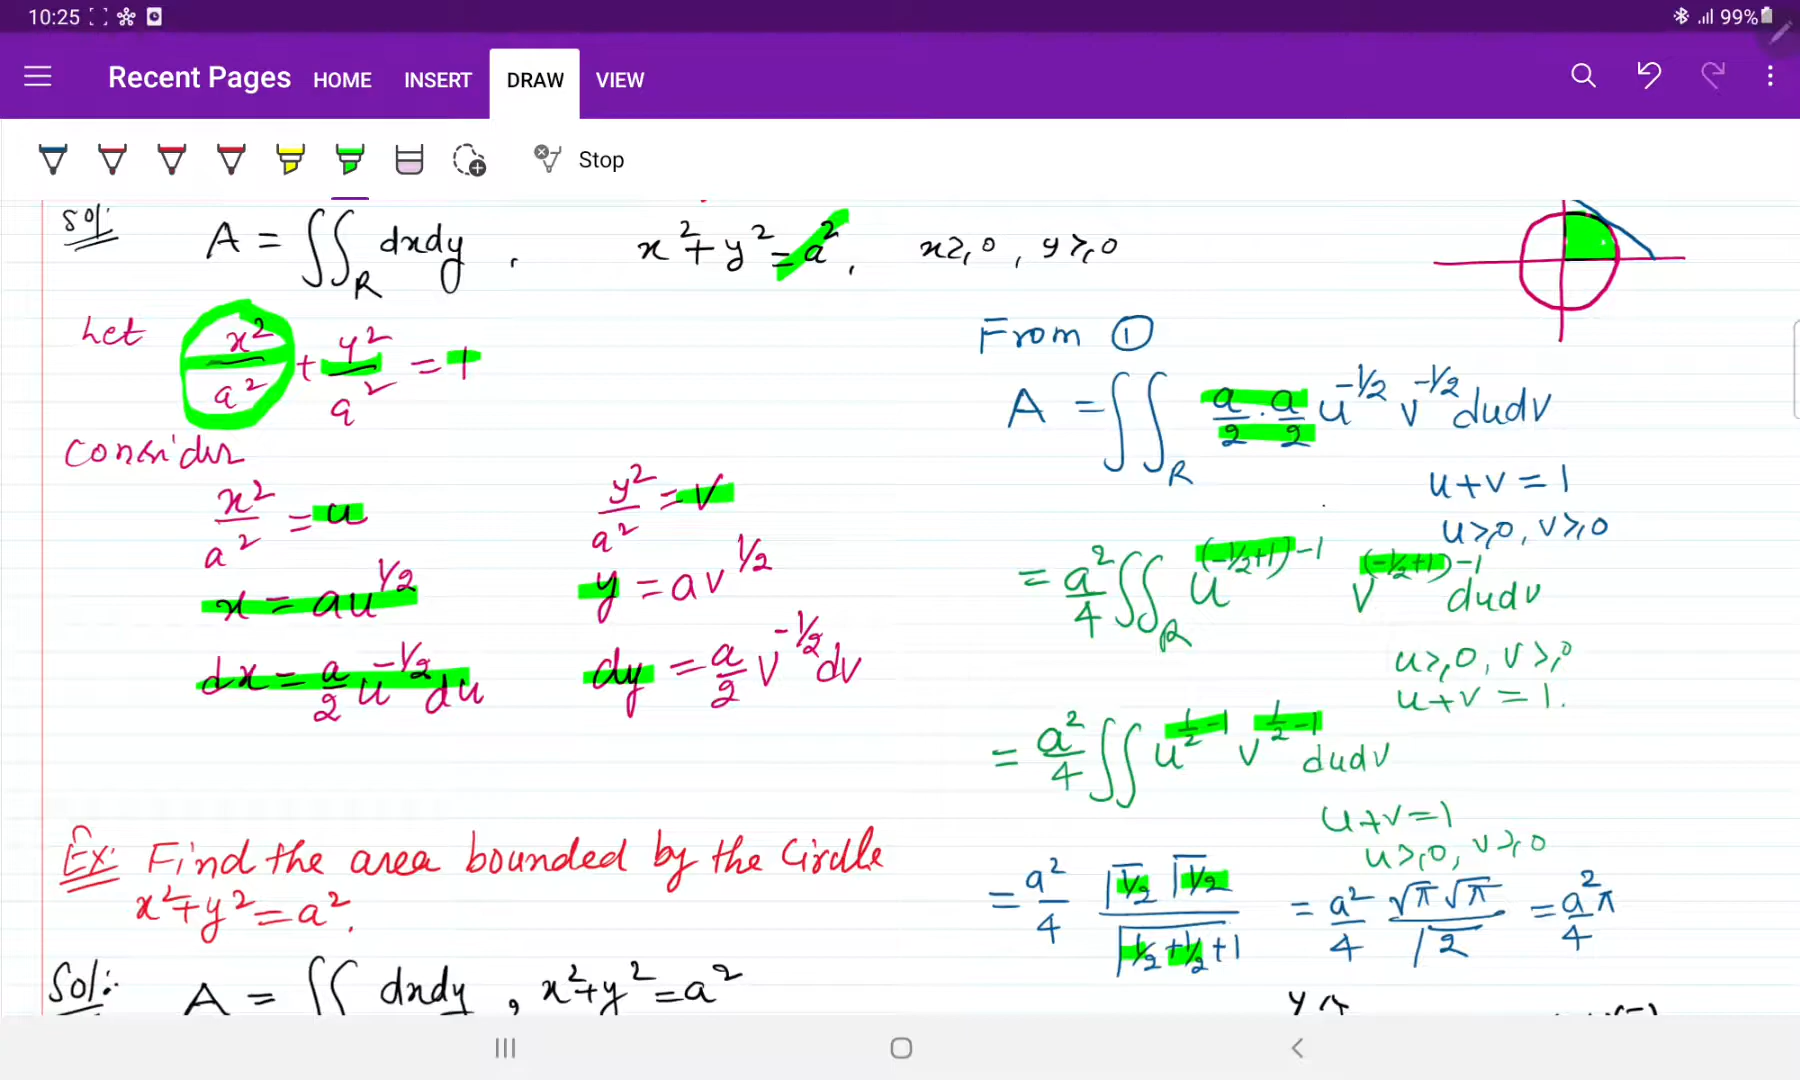 10:25
99%
Recent Pages HOME INSERT DRAW VIEW
Stop
Sol: A = ∬_R dxdy , x² + y² = a² , x ≥ 0 , y ≥ 0
Let x²/a² + y²/a² = 1
Consider
x²/a² = u y²/a² = v
x = au^(1/2) y = av^(1/2)
dx = a/2 u^(-1/2) du dy = a/2 v^(-1/2) dv
From ①
A = ∬_R a/2 · a/2 u^(-1/2) v^(-1/2) dudv
u+v = 1
u ≥ 0, v ≥ 0
= a²/4 ∬_R u^((-1/2+1)-1) v^((-1/2+1)-1) dudv
u ≥ 0, v ≥ 0
u+v = 1.
= a²/4 ∬ u^(1/2-1) v^(1/2-1) dudv
u+v=1
u ≥ 0, v ≥ 0
= a²/4 Γ1/2 Γ1/2 / Γ1/2+1/2+1 = a²/4 √π √π / Γ2 = a²/4 π
Ex: Find the area bounded by the Circle
x²+y² = a².
Sol:. A = ∬ dxdy , x²+y² = a²